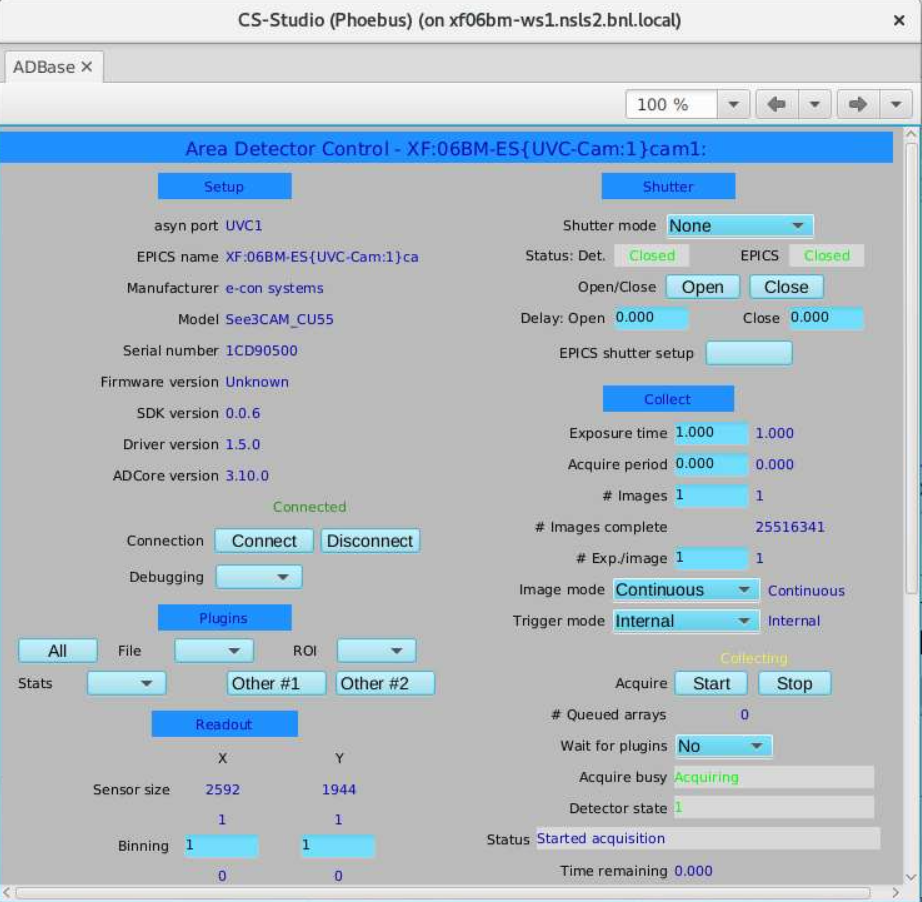 CS-Studio (Phoebus) (on xf06bm-ws1.nsls2.bnl.local)
ADBase
100 %
Area Detector Control - XF:06BM-ES{UVC-Cam:1}cam1:
Setup
asyn port UVC1
EPICS name XF:06BM-ES{UVC-Cam:1}ca
Manufacturer e-con systems
Model See3CAM_CU55
Serial number 1CD90500
Firmware version Unknown
SDK version 0.0.6
Driver version 1.5.0
ADCore version 3.10.0
Connected
Connection Connect Disconnect
Debugging
Plugins
All File ROI
Stats Other #1 Other #2
Readout
X Y
Sensor size 2592 1944
1 1
Binning 1 1
0 0
Shutter
Shutter mode None
Status: Det. Closed EPICS Closed
Open/Close Open Close
Delay: Open 0.000 Close 0.000
EPICS shutter setup
Collect
Exposure time 1.000 1.000
Acquire period 0.000 0.000
# Images 1 1
# Images complete 25516341
# Exp./image 1 1
Image mode Continuous Continuous
Trigger mode Internal Internal
Collecting
Acquire Start Stop
# Queued arrays 0
Wait for plugins No
Acquire busy Acquiring
Detector state 1
Status Started acquisition
Time remaining 0.000